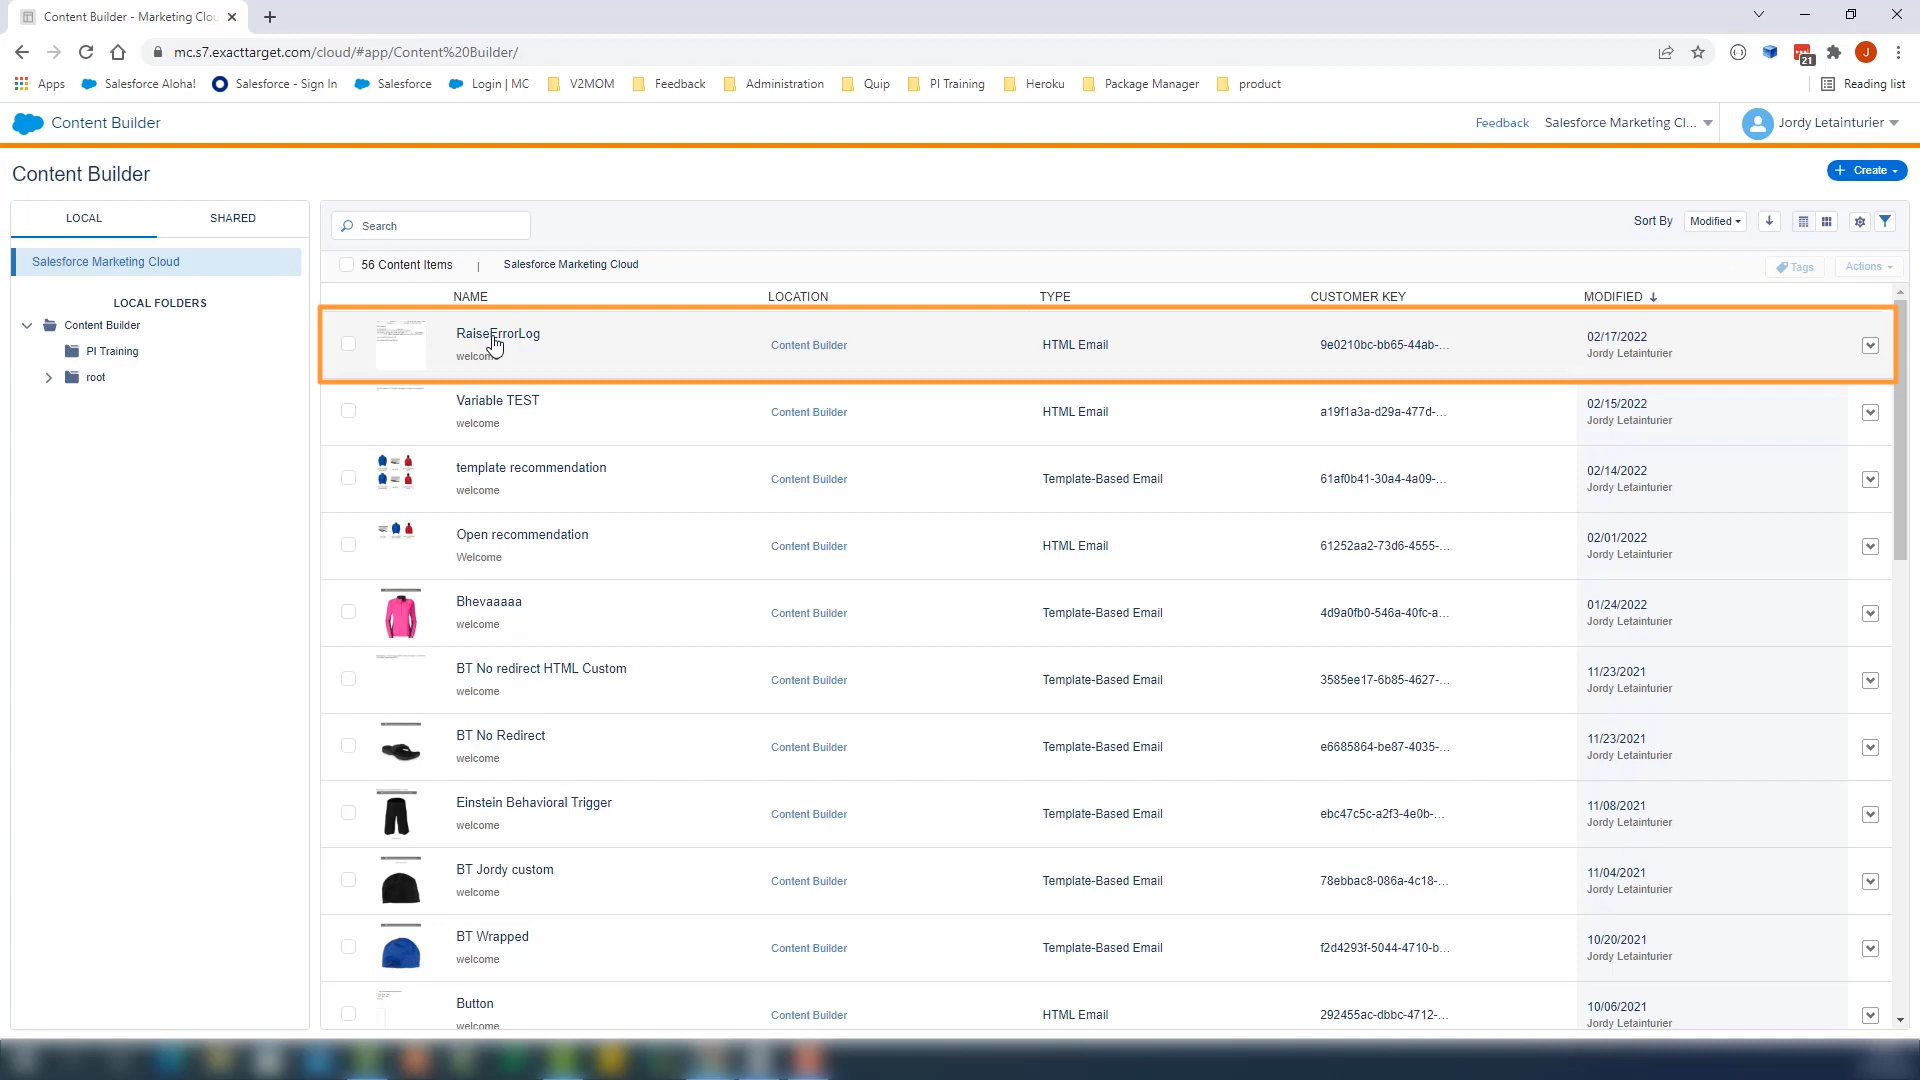 Content Builder - Marketing Clou
mc.s7.exacttarget.com/cloud/#app/Content%20Builder/
21
J
Apps
Salesforce Aloha!
Salesforce - Sign In
Salesforce
Login | MC
V2MOM
Feedback
Administration
Quip
PI Training
Heroku
Package Manager
product
Reading list
Content Builder
Feedback
Salesforce Marketing Cl...
Jordy Letainturier
Content Builder
+ Create
LOCAL
SHARED
Search
Sort By
Modified
Salesforce Marketing Cloud
56 Content Items | Salesforce Marketing Cloud
Tags
Actions
LOCAL FOLDERS
Content Builder
PI Training
root
NAME LOCATION TYPE CUSTOMER KEY MODIFIED
RaiseErrorLog
welcome
Content Builder
HTML Email
9e0210bc-bb65-44ab-...
02/17/2022
Jordy Letainturier
Variable TEST
welcome
Content Builder
HTML Email
a19f1a3a-d29a-477d-...
02/15/2022
Jordy Letainturier
template recommendation
welcome
Content Builder
Template-Based Email
61af0b41-30a4-4a09-...
02/14/2022
Jordy Letainturier
Open recommendation
Welcome
Content Builder
HTML Email
61252aa2-73d6-4555-...
02/01/2022
Jordy Letainturier
Bhevaaaaa
welcome
Content Builder
Template-Based Email
4d9a0fb0-546a-40fc-a...
01/24/2022
Jordy Letainturier
BT No redirect HTML Custom
welcome
Content Builder
Template-Based Email
3585ee17-6b85-4627-...
11/23/2021
Jordy Letainturier
BT No Redirect
welcome
Content Builder
Template-Based Email
e6685864-be87-4035-...
11/23/2021
Jordy Letainturier
Einstein Behavioral Trigger
welcome
Content Builder
Template-Based Email
ebc47c5c-a2f3-4e0b-...
11/08/2021
Jordy Letainturier
BT Jordy custom
welcome
Content Builder
Template-Based Email
78ebbac8-086a-4c18-...
11/04/2021
Jordy Letainturier
BT Wrapped
welcome
Content Builder
Template-Based Email
f2d4293f-5044-4710-b...
10/20/2021
Jordy Letainturier
Button
welcome
Content Builder
HTML Email
292455ac-dbbc-4712-...
10/06/2021
Jordy Letainturier